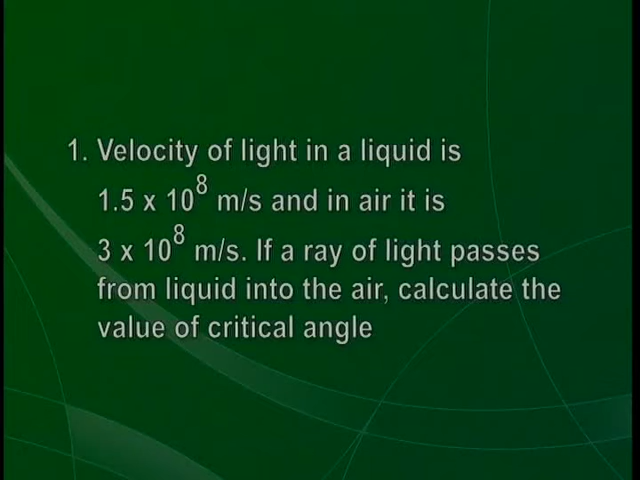 1. Velocity of light in a liquid is
1.5 x 10⁸ m/s and in air it is
3 x 10⁸ m/s. If a ray of light passes
from liquid into the air, calculate the
value of critical angle